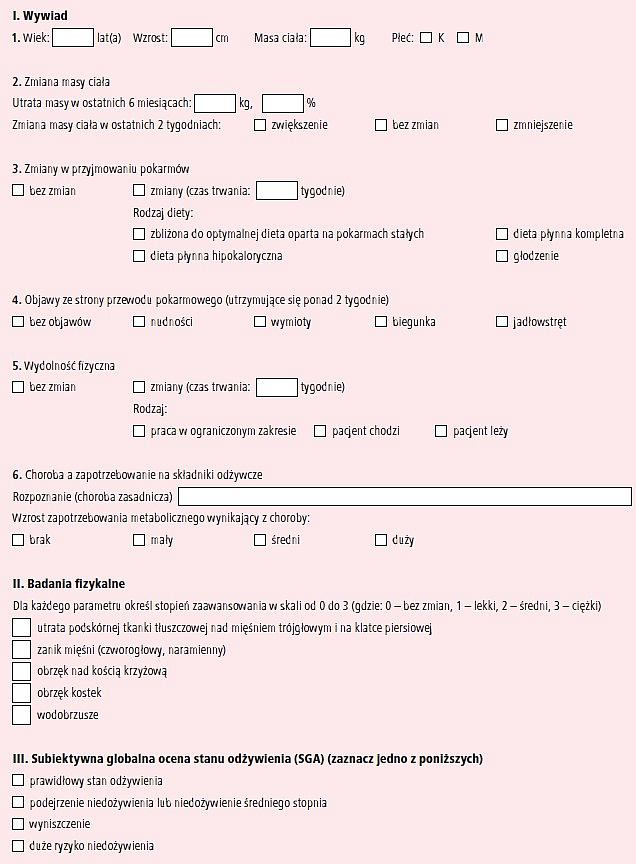 I. Wywiad
1. Wiek: lat(a) Wzrost: cm Masa ciała: kg Płeć: K M
2. Zmiana masy ciała
Utrata masy w ostatnich 6 miesiącach: kg, %
Zmiana masy ciała w ostatnich 2 tygodniach: zwiększenie bez zmian zmniejszenie
3. Zmiany w przyjmowaniu pokarmów
bez zmian zmiany (czas trwania: tygodnie)
Rodzaj diety:
zbliżona do optymalnej dieta oparta na pokarmach stałych dieta płynna kompletna
dieta płynna hipokaloryczna głodzenie
4. Objawy ze strony przewodu pokarmowego (utrzymujące się ponad 2 tygodnie)
bez objawów nudności wymioty biegunka jadłowstręt
5. Wydolność fizyczna
bez zmian zmiany (czas trwania: tygodnie)
Rodzaj:
praca w ograniczonym zakresie pacjent chodzi pacjent leży
6. Choroba a zapotrzebowanie na składniki odżywcze
Rozpoznanie (choroba zasadnicza)
Wzrost zapotrzebowania metabolicznego wynikający z choroby:
brak mały średni duży
II. Badania fizykalne
Dla każdego parametru określ stopień zaawansowania w skali od 0 do 3 (gdzie: 0 – bez zmian, 1 – lekki, 2 – średni, 3 – ciężki)
utrata podskórnej tkanki tłuszczowej nad mięśniem trójgłowym i na klatce piersiowej
zanik mięśni (czworogłowy, naramienny)
obrzęk nad kością krzyżową
obrzęk kostek
wodobrzusze
III. Subiektywna globalna ocena stanu odżywienia (SGA) (zaznacz jedno z poniższych)
prawidłowy stan odżywienia
podejrzenie niedożywienia lub niedożywienie średniego stopnia
wyniszczenie
duże ryzyko niedożywienia